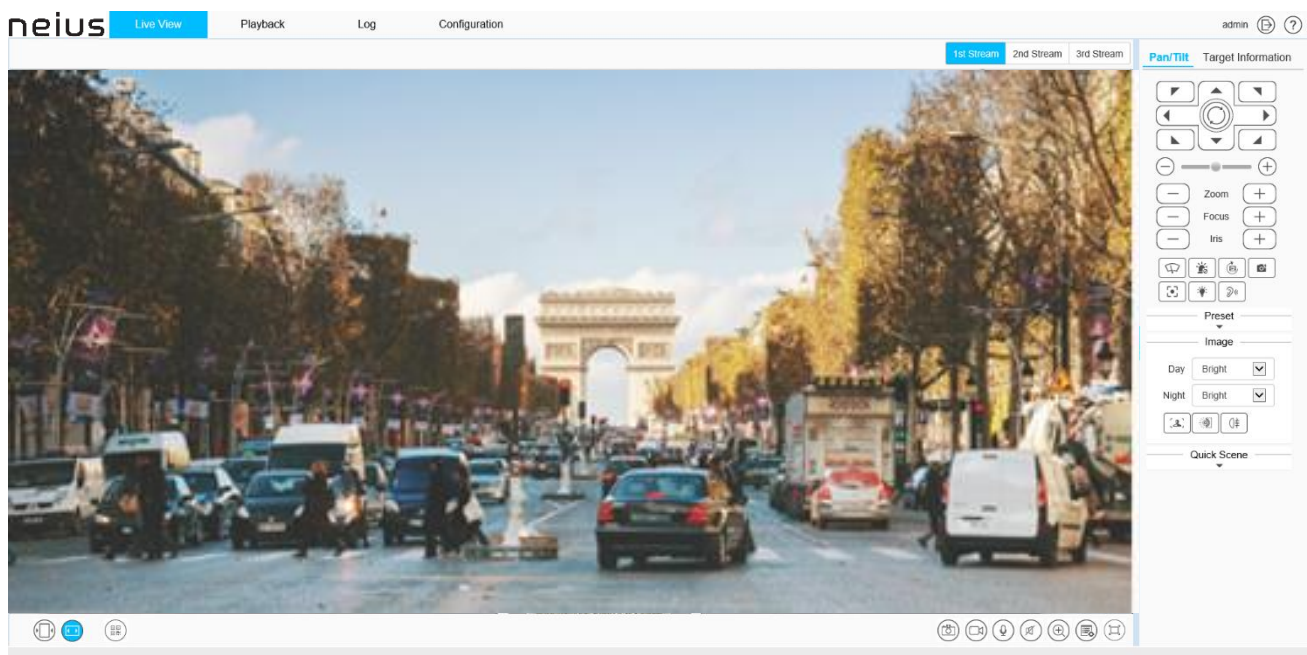 neius Live View Playback Log Configuration admin ?
1st Stream 2nd Stream 3rd Stream
Pan/Tilt Target Information
Zoom
Focus
Iris
Preset
Image
Day Bright
Night Bright
Quick Scene